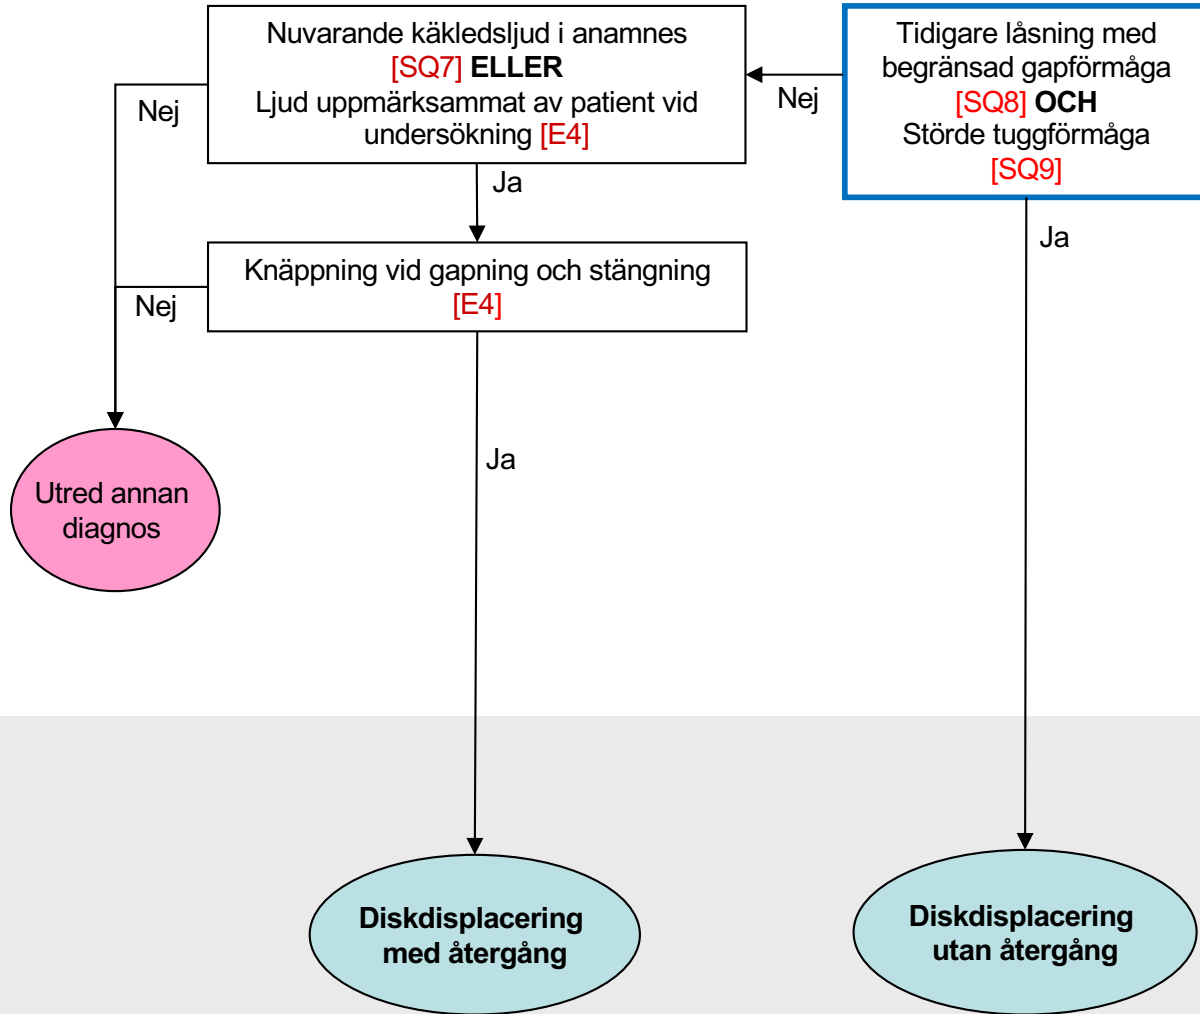 Nuvarande käkledsljud i anamnes
[SQ7] ELLER
Ljud uppmärksammat av patient vid
undersökning [E4]
Tidigare låsning med
begränsad gapförmåga
[SQ8] OCH
Störde tuggförmåga
[SQ9]
Nej
Nej
Ja
Ja
Knäppning vid gapning och stängning
[E4]
Nej
Ja
Utred annan
diagnos
Diskdisplacering
med återgång
Diskdisplacering
utan återgång